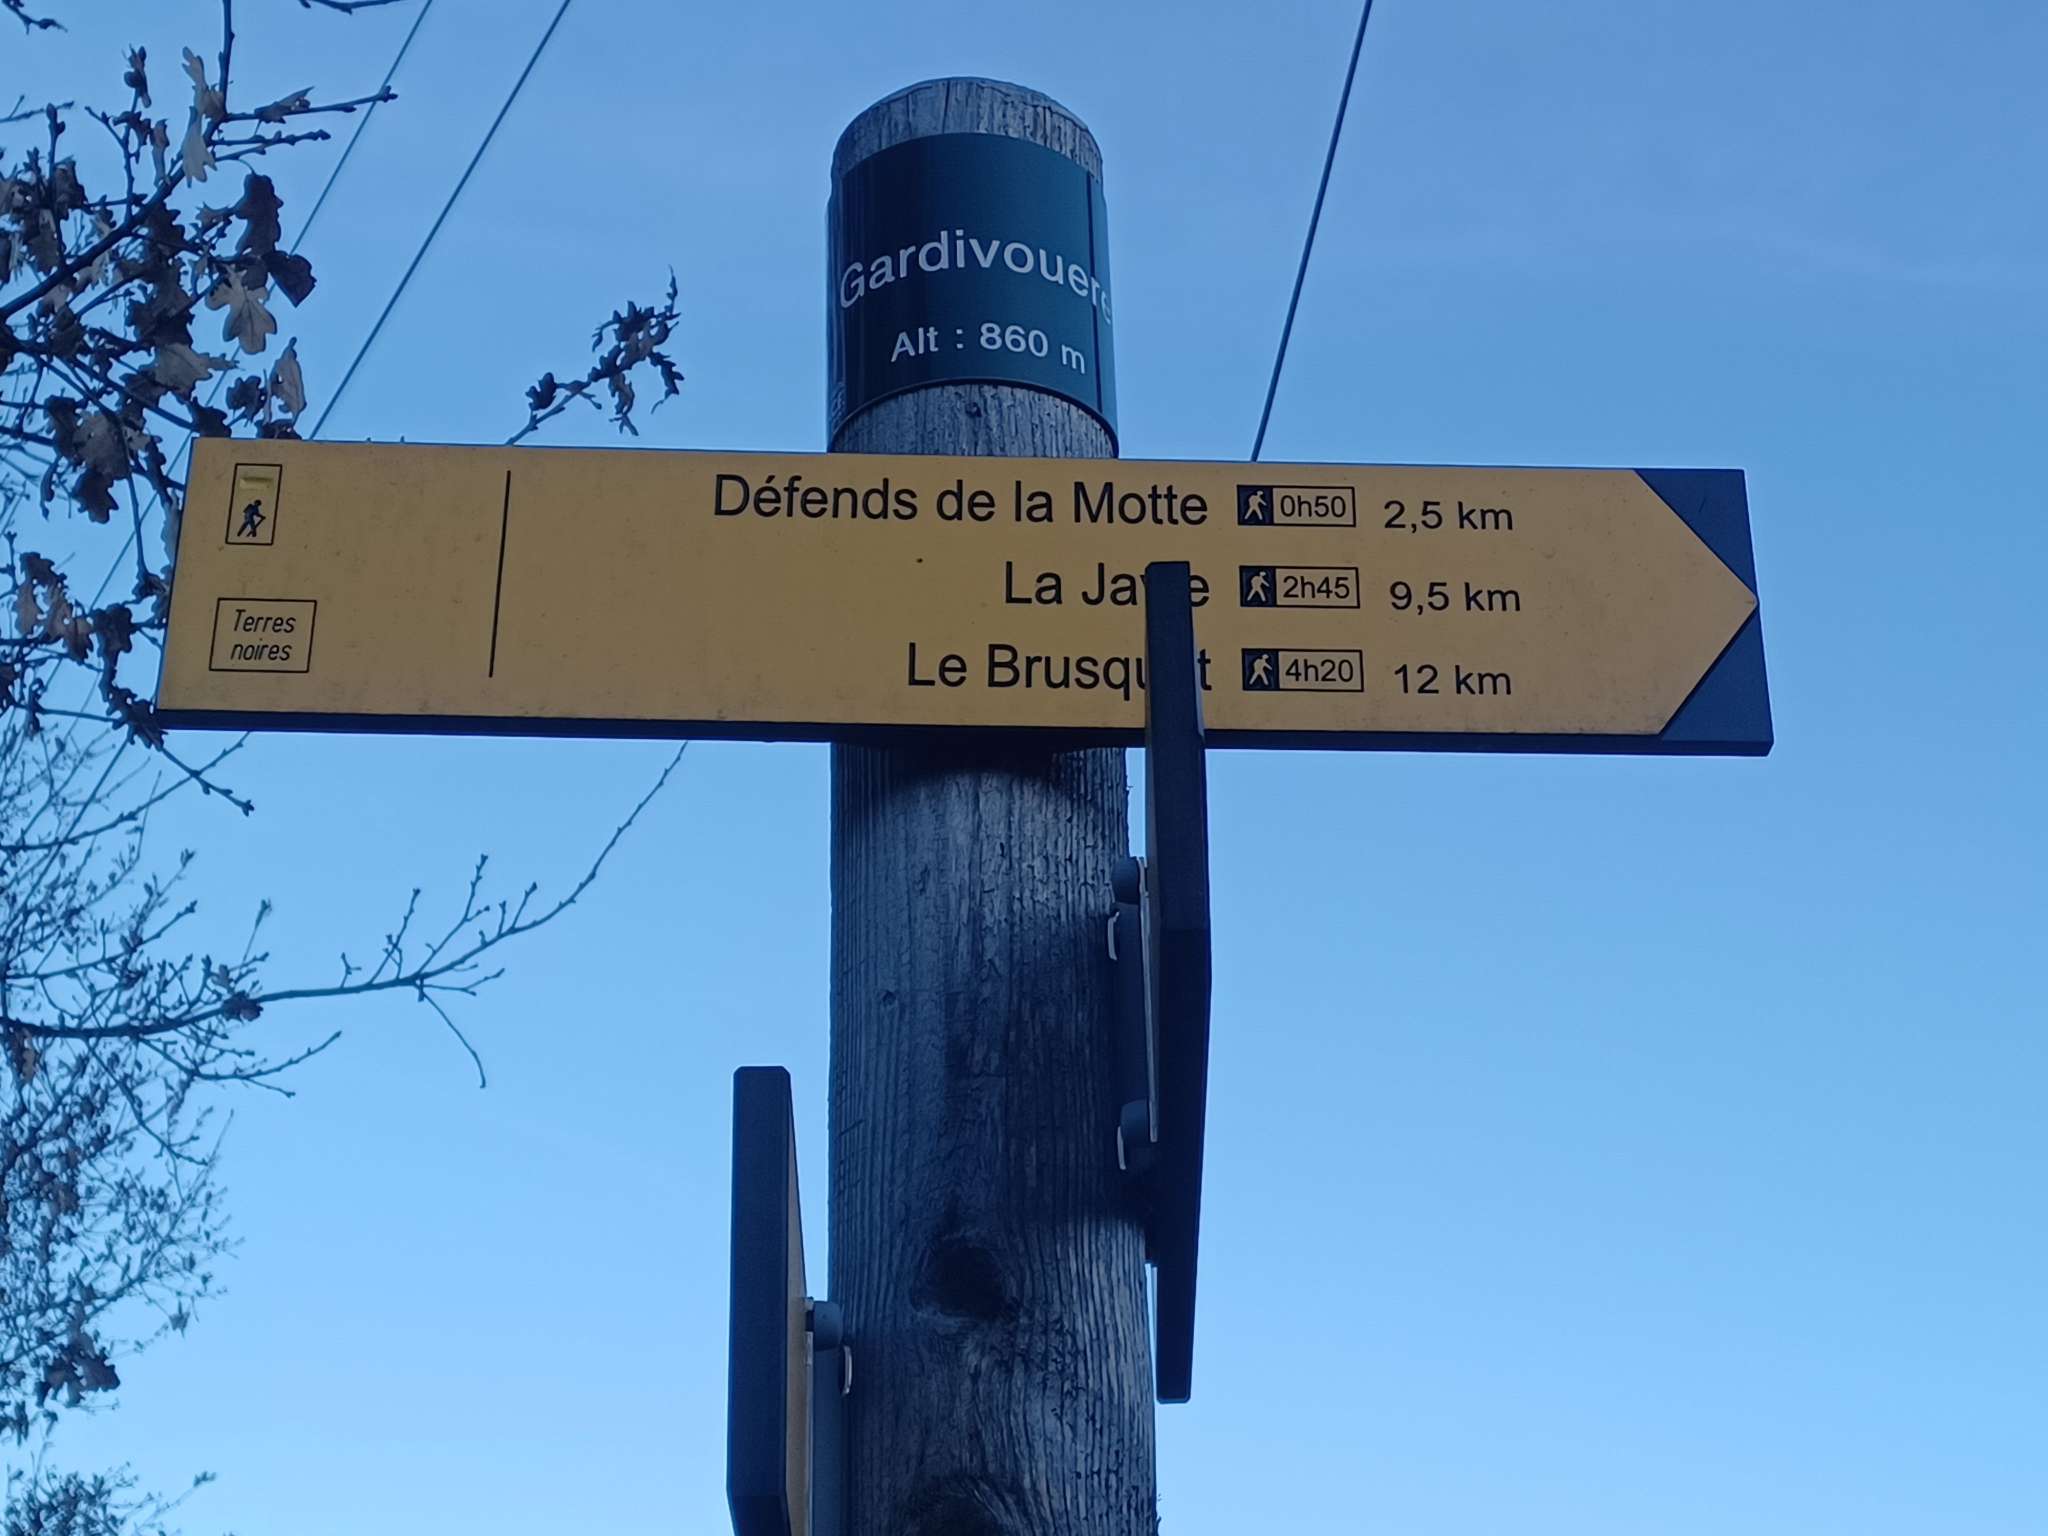 Gardivouere
Alt : 860 m
Défends de la Motte 0h50 2,5 km
La 2h45 9,5 km
Le 4h20 12 km
Terres
noires